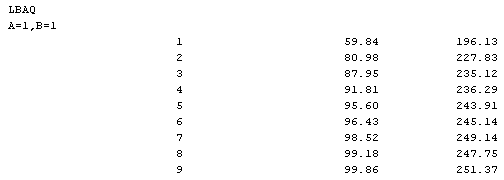 LBAQ
A=1,B=1
1 59.84 196.13
2 80.98 227.83
3 87.95 235.12
4 91.81 236.29
5 95.60 243.91
6 96.43 245.14
7 98.52 249.14
8 99.18 247.75
9 99.86 251.37